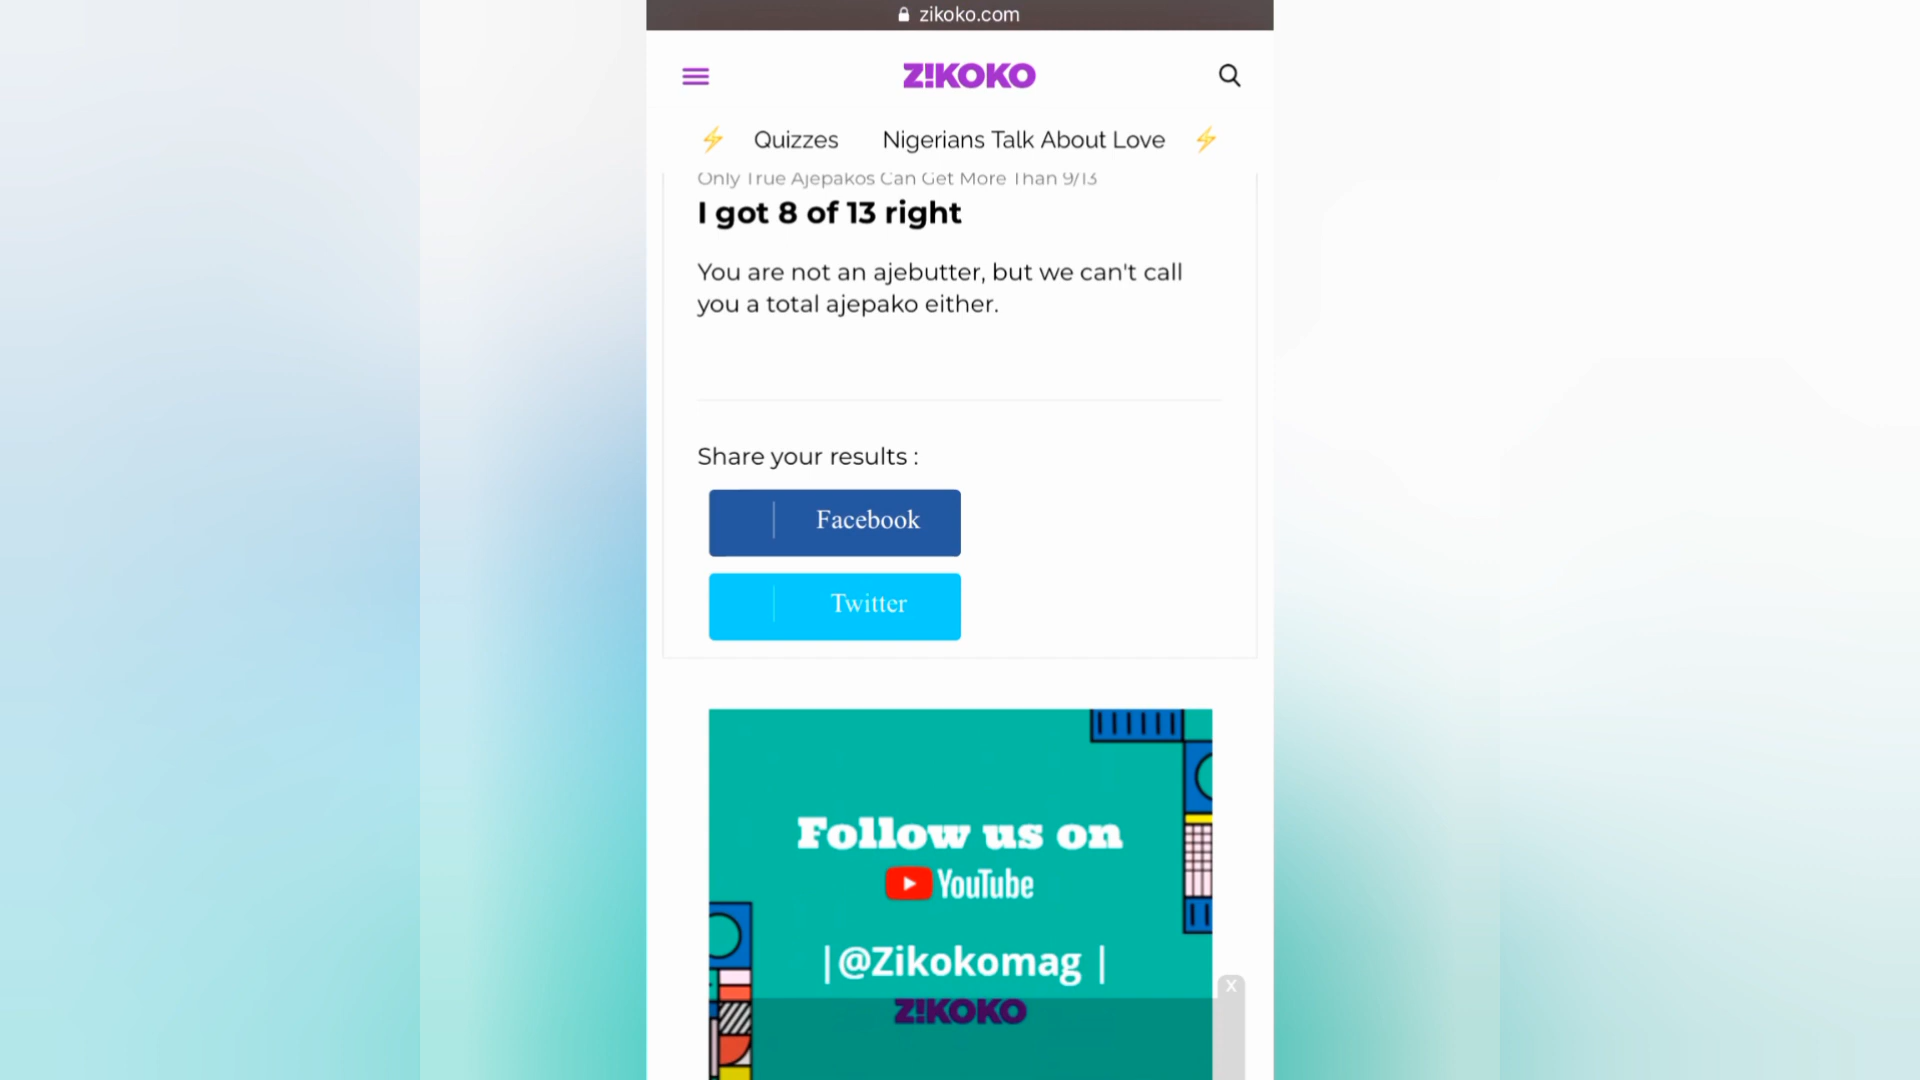 zikoko.com
Z!KOKO
Quizzes Nigerians Talk About Love
Only True Ajepakos Can Get More Than 9/13
I got 8 of 13 right
You are not an ajebutter, but we can't call
you a total ajepako either.
Share your results :
Facebook
Twitter
Follow us on
YouTube
|@Zikokomag |
X
Z!KOKO